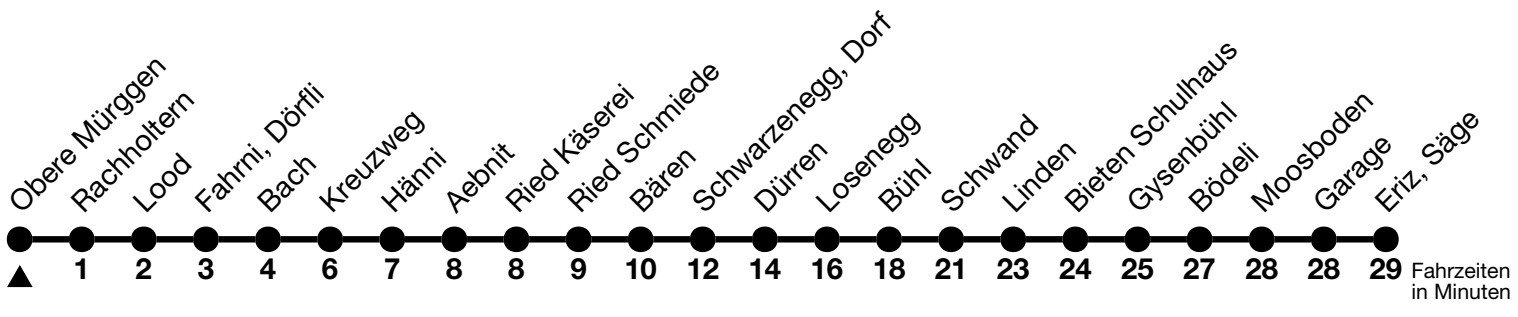 Obere Mürggen
Rachholtern
Lood
Fahrni, Dörfli
Bach
Kreuzweg
Hänni
Aebnit
Ried Käserei
Ried Schmiede
Bären
Schwarzenegg, Dorf
Dürren
Losenegg
Bühl
Schwand
Linden
Bieten Schulhaus
Gysenbühl
Bödeli
Moosboden
Garage
Eriz, Säge
1 2 3 4 6 7 8 8 9 10 12 14 16 18 21 23 24 25 27 28 28 29
Fahrzeiten
in Minuten